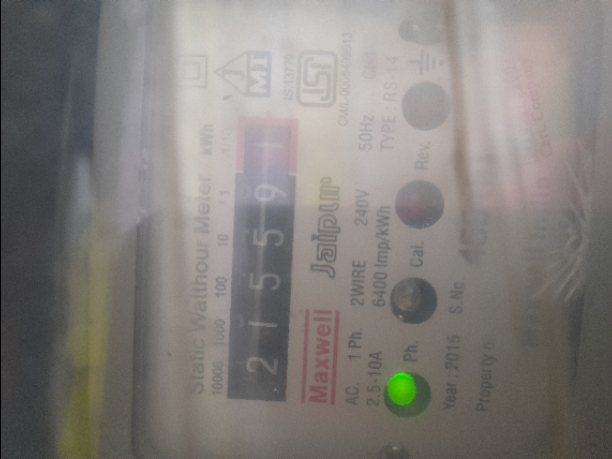 MI
IS:13779
CM/L-
Static Watthour Meter kWh
10000 1000 100 10 1 1/10
2 1 5 5 9 1
Maxwell Jaipur
AC. 1 Ph. 2WIRE 240V 50Hz
2.5-10A 6400 Imp/kWh TYPE : RS-14
Ph. Cal. Rev.
Year : 2015 S.No.
Property